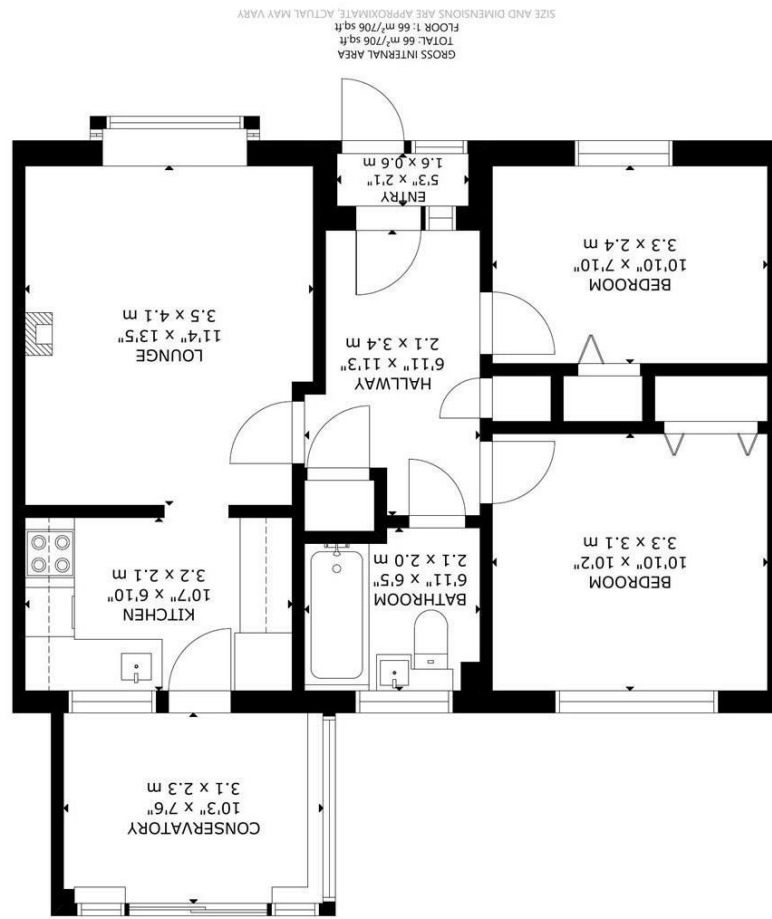 CONSERVATORY
10'3" x 7'6"
3.1 x 2.3 m
KITCHEN
10'7" x 6'10"
3.2 x 2.1 m
BATHROOM
6'11" x 6'5"
2.1 x 2.0 m
BEDROOM
10'10" x 10'2"
3.3 x 3.1 m
LOUNGE
11'4" x 13'5"
3.5 x 4.1 m
HALLWAY
6'11" x 11'3"
2.1 x 3.4 m
BEDROOM
10'10" x 7'10"
3.3 x 2.4 m
ENTRY
5'3" x 2'1"
1.6 x 0.6 m
GROSS INTERNAL AREA
TOTAL: 66 m²/706 sq.ft
FLOOR 1: 66 m²/706 sq.ft
SIZE AND DIMENSIONS ARE APPROXIMATE, ACTUAL MAY VARY